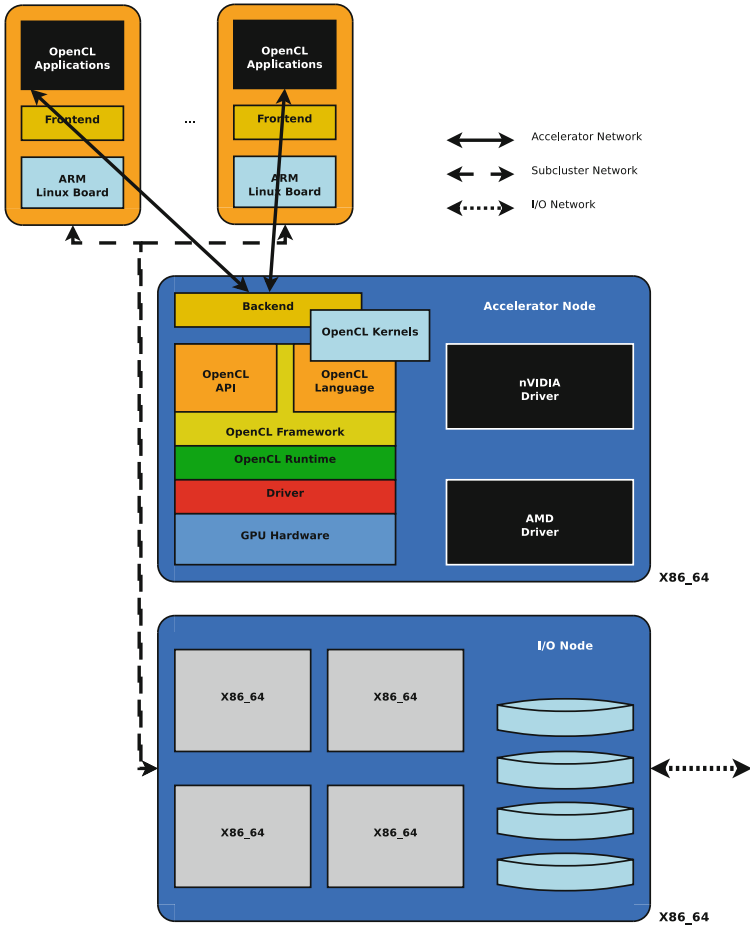 OpenCL
Applications
Frontend
ARM
Linux Board
...
OpenCL
Applications
Frontend
ARM
Linux Board
Accelerator Network
Subcluster Network
I/O Network
Backend
OpenCL Kernels
Accelerator Node
OpenCL
API
OpenCL
Language
nVIDIA
Driver
OpenCL Framework
OpenCL Runtime
Driver
GPU Hardware
AMD
Driver
X86_64
I/O Node
X86_64
X86_64
X86_64
X86_64
X86_64